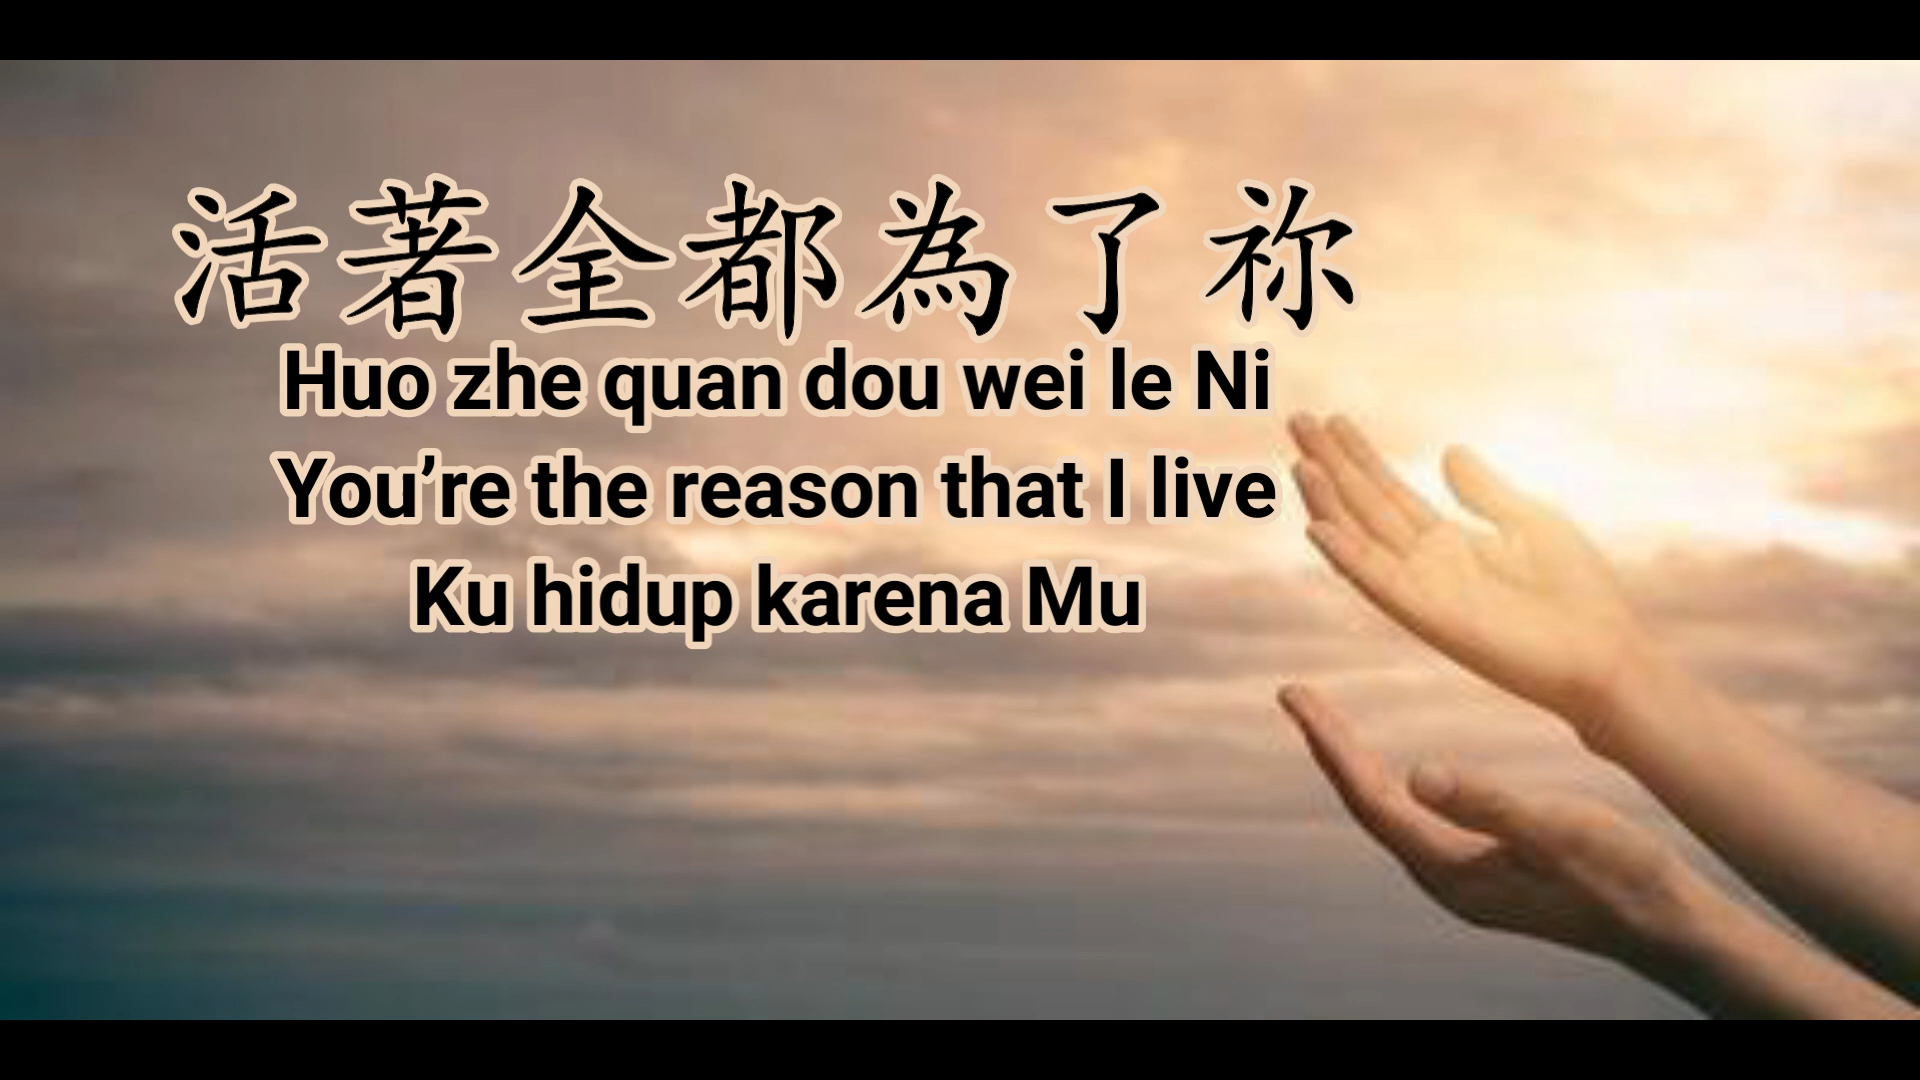 活著全都為了祢
Huo zhe quan dou wei le Ni
You’re the reason that I live
Ku hidup karena Mu